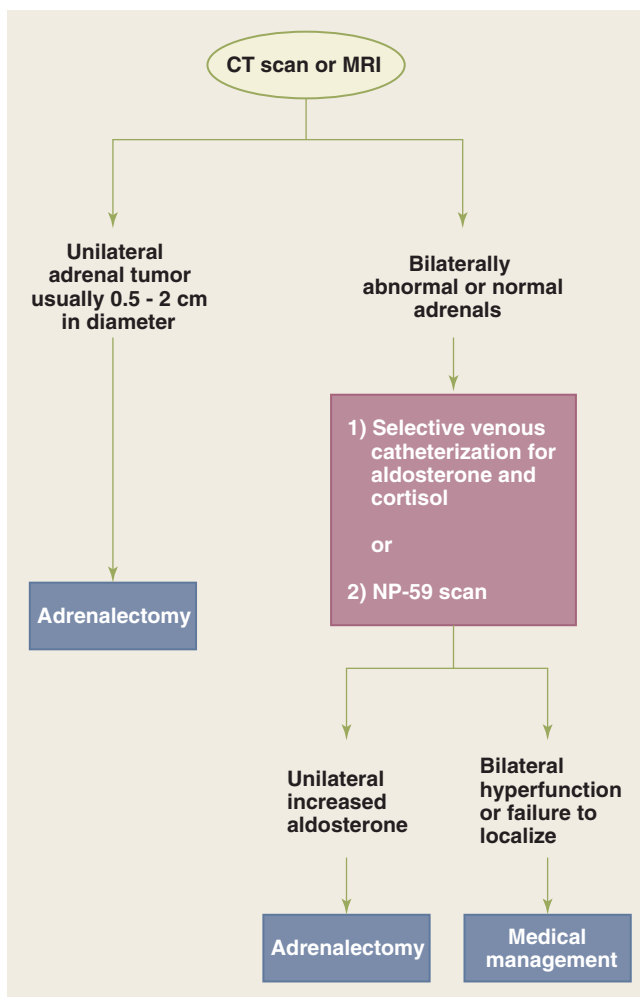 CT scan or MRI
Unilateral
adrenal tumor
usually 0.5 - 2 cm
in diameter
Bilaterally
abnormal or normal
adrenals
1) Selective venous
catheterization for
aldosterone and
cortisol
or
2) NP-59 scan
Adrenalectomy
Unilateral
increased
aldosterone
Bilateral
hyperfunction
or failure to
localize
Adrenalectomy
Medical
management